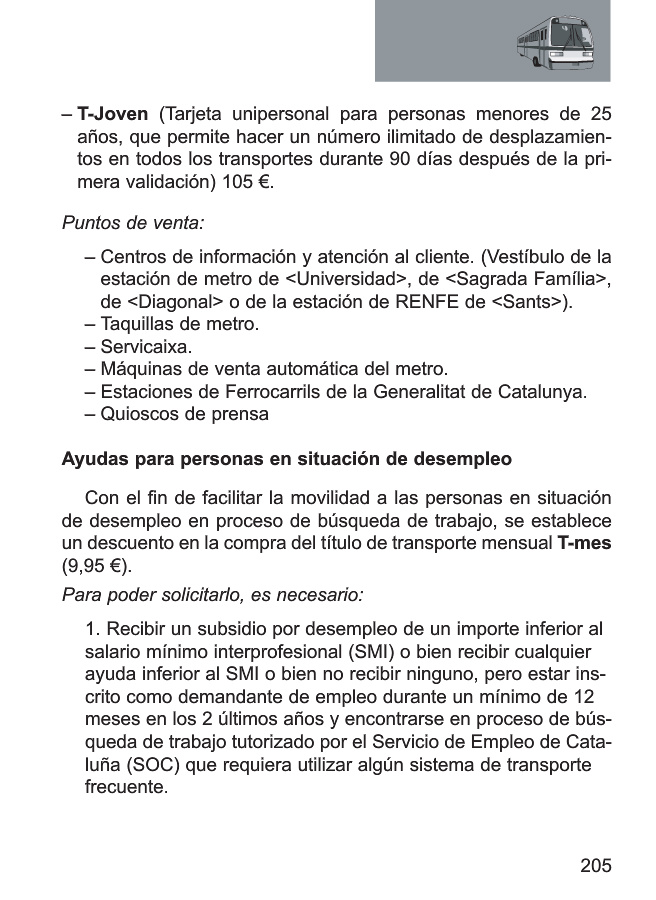 – T-Joven (Tarjeta unipersonal para personas menores de 25
años, que permite hacer un número ilimitado de desplazamien-
tos en todos los transportes durante 90 días después de la pri-
mera validación) 105 €.
Puntos de venta:
– Centros de información y atención al cliente. (Vestíbulo de la
estación de metro de <Universidad>, de <Sagrada Família>,
de <Diagonal> o de la estación de RENFE de <Sants>).
– Taquillas de metro.
– Servicaixa.
– Máquinas de venta automática del metro.
– Estaciones de Ferrocarrils de la Generalitat de Catalunya.
– Quioscos de prensa
Ayudas para personas en situación de desempleo
Con el fin de facilitar la movilidad a las personas en situación
de desempleo en proceso de búsqueda de trabajo, se establece
un descuento en la compra del título de transporte mensual T-mes
(9,95 €).
Para poder solicitarlo, es necesario:
1. Recibir un subsidio por desempleo de un importe inferior al
salario mínimo interprofesional (SMI) o bien recibir cualquier
ayuda inferior al SMI o bien no recibir ninguno, pero estar ins-
crito como demandante de empleo durante un mínimo de 12
meses en los 2 últimos años y encontrarse en proceso de bús-
queda de trabajo tutorizado por el Servicio de Empleo de Cata-
luña (SOC) que requiera utilizar algún sistema de transporte
frecuente.
205